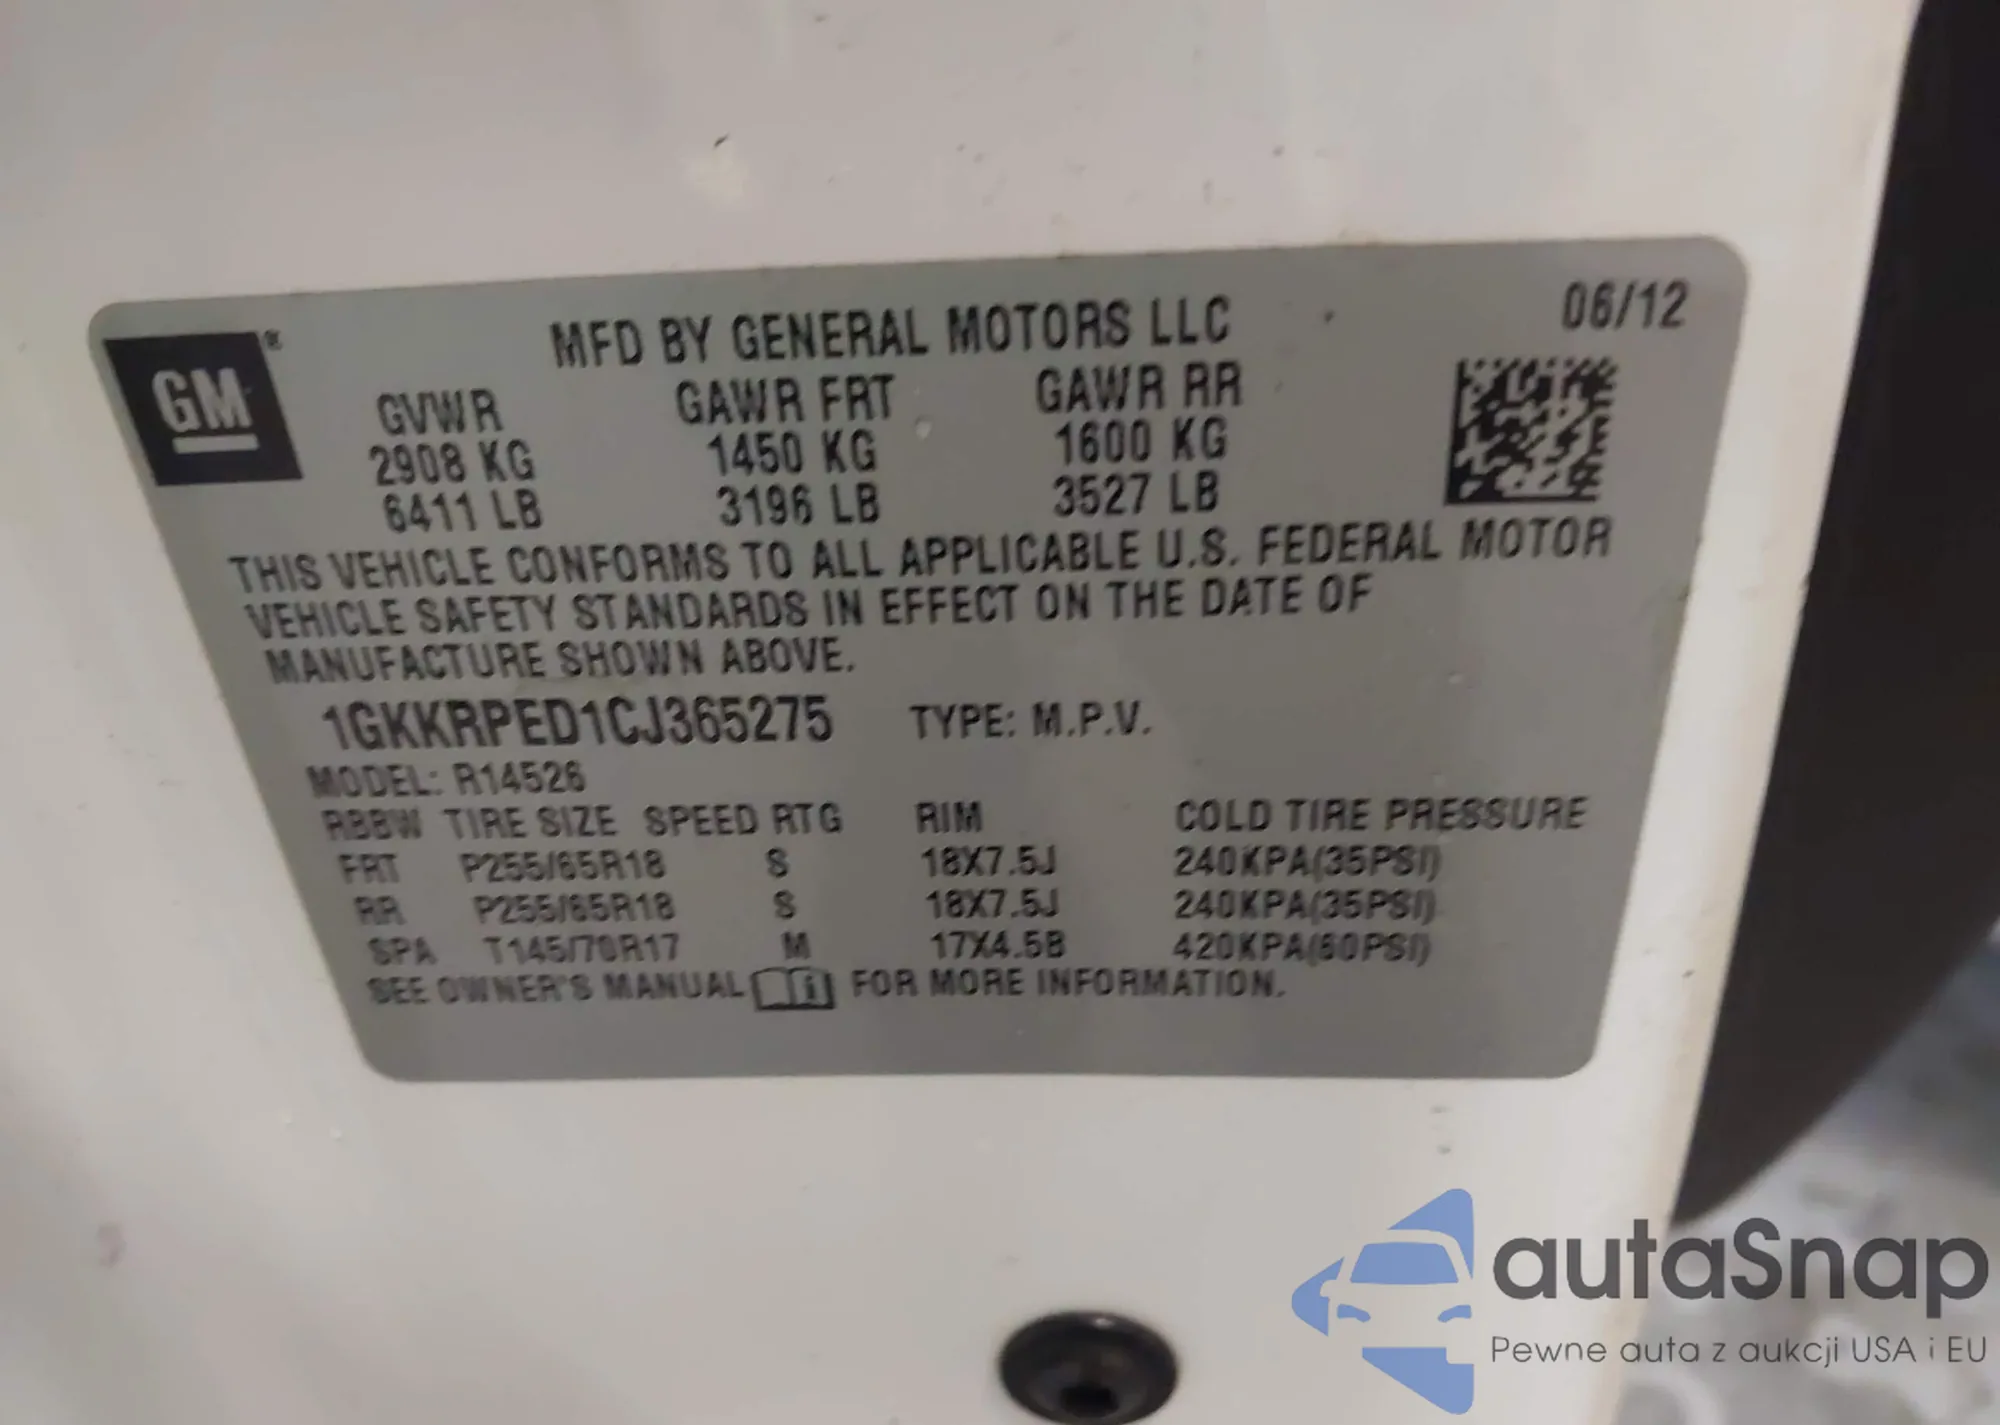 GM®
MFD BY GENERAL MOTORS LLC 06/12
GVWR GAWR FRT GAWR RR
2908 KG 1450 KG 1600 KG
6411 LB 3196 LB 3527 LB
THIS VEHICLE CONFORMS TO ALL APPLICABLE U.S. FEDERAL MOTOR
VEHICLE SAFETY STANDARDS IN EFFECT ON THE DATE OF
MANUFACTURE SHOWN ABOVE.
1GKKRPED1CJ365275 TYPE: M.P.V.
MODEL: R14526
RBBW TIRE SIZE SPEED RTG RIM COLD TIRE PRESSURE
FRT P255/65R18 S 18X7.5J 240KPA(35PSI)
RR P255/65R18 S 18X7.5J 240KPA(35PSI)
SPA T145/70R17 M 17X4.5B 420KPA(60PSI)
SEE OWNER'S MANUAL FOR MORE INFORMATION.
autaSnap
Pewne auta z aukcji USA i EU